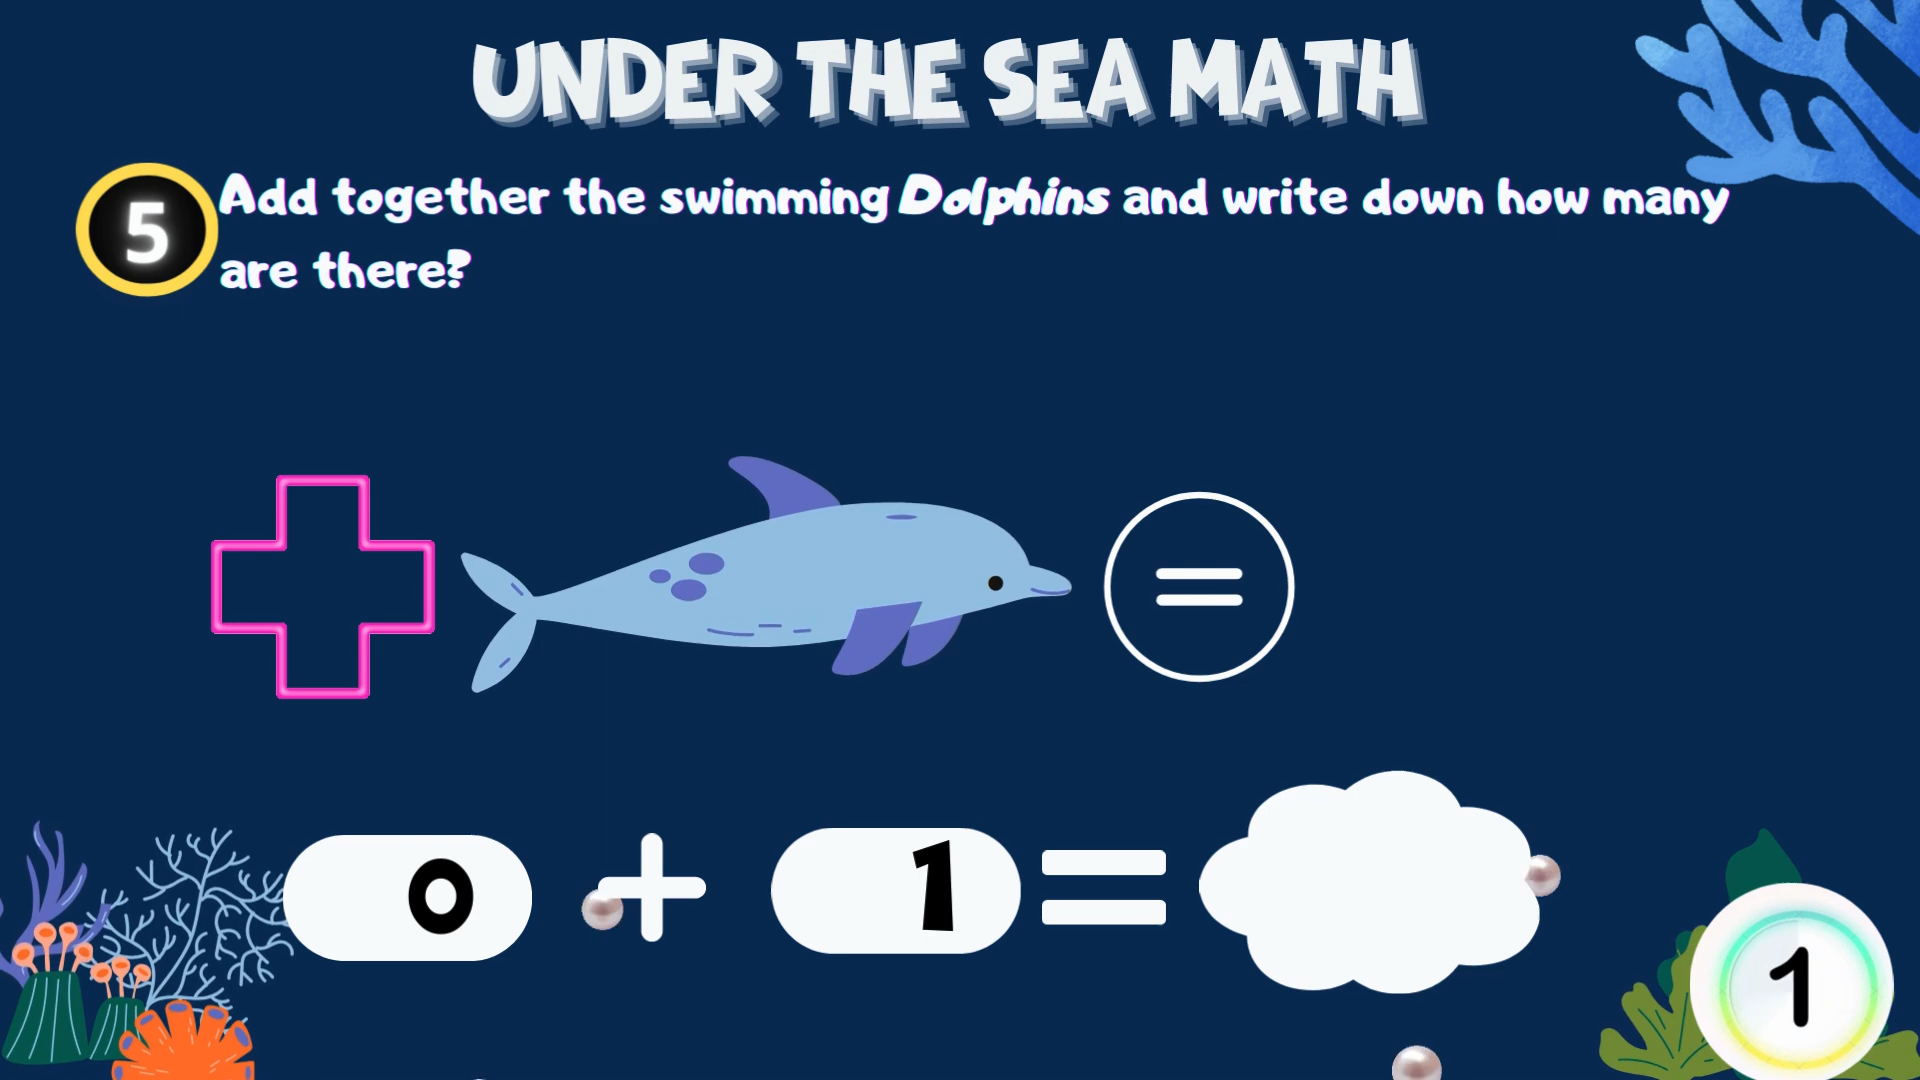 UNDER THE SEA MATH
5
Add together the swimming Dolphins and write down how many
are there?
=
0 + 1 =
1